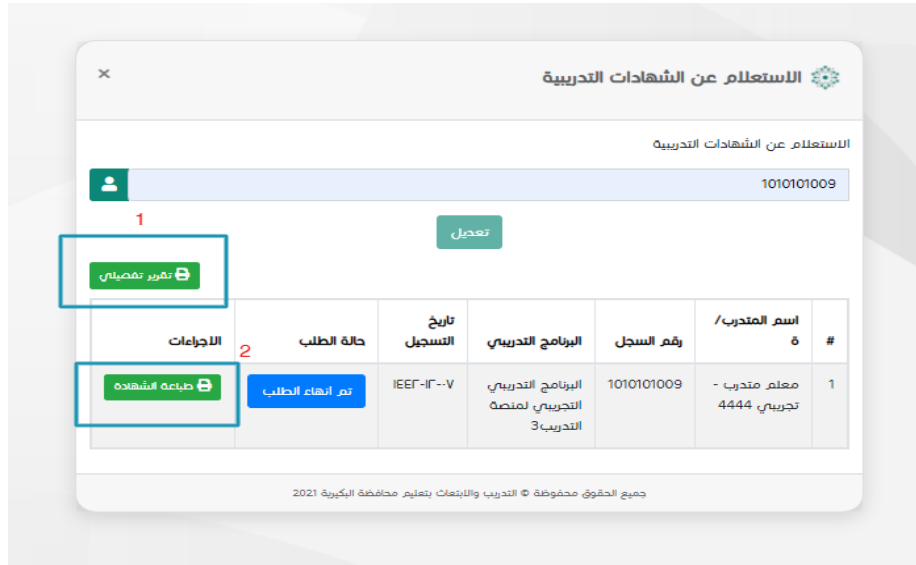 ×
الاستعلام عن الشهادات التدريبية
الاستعلام عن الشهادات التدريبية
1010101009
1
تعديل
تقرير تفصيلي
#
اسم المتدرب/
ة
رقم السجل
البرنامج التدريبي
تاريخ
التسجيل
حالة الطلب
الاجراءات
2
1
معلم متدرب -
تجريبي 4444
1010101009
البرنامج التدريبي
التجريبي لمنصة
التدريب3
١٤٤٣-١٢-٠٧
تم انهاء الطلب
طباعة الشهادة
جميع الحقوق محفوظة © التدريب والابتعاث بتعليم محافظة البكيرية 2021